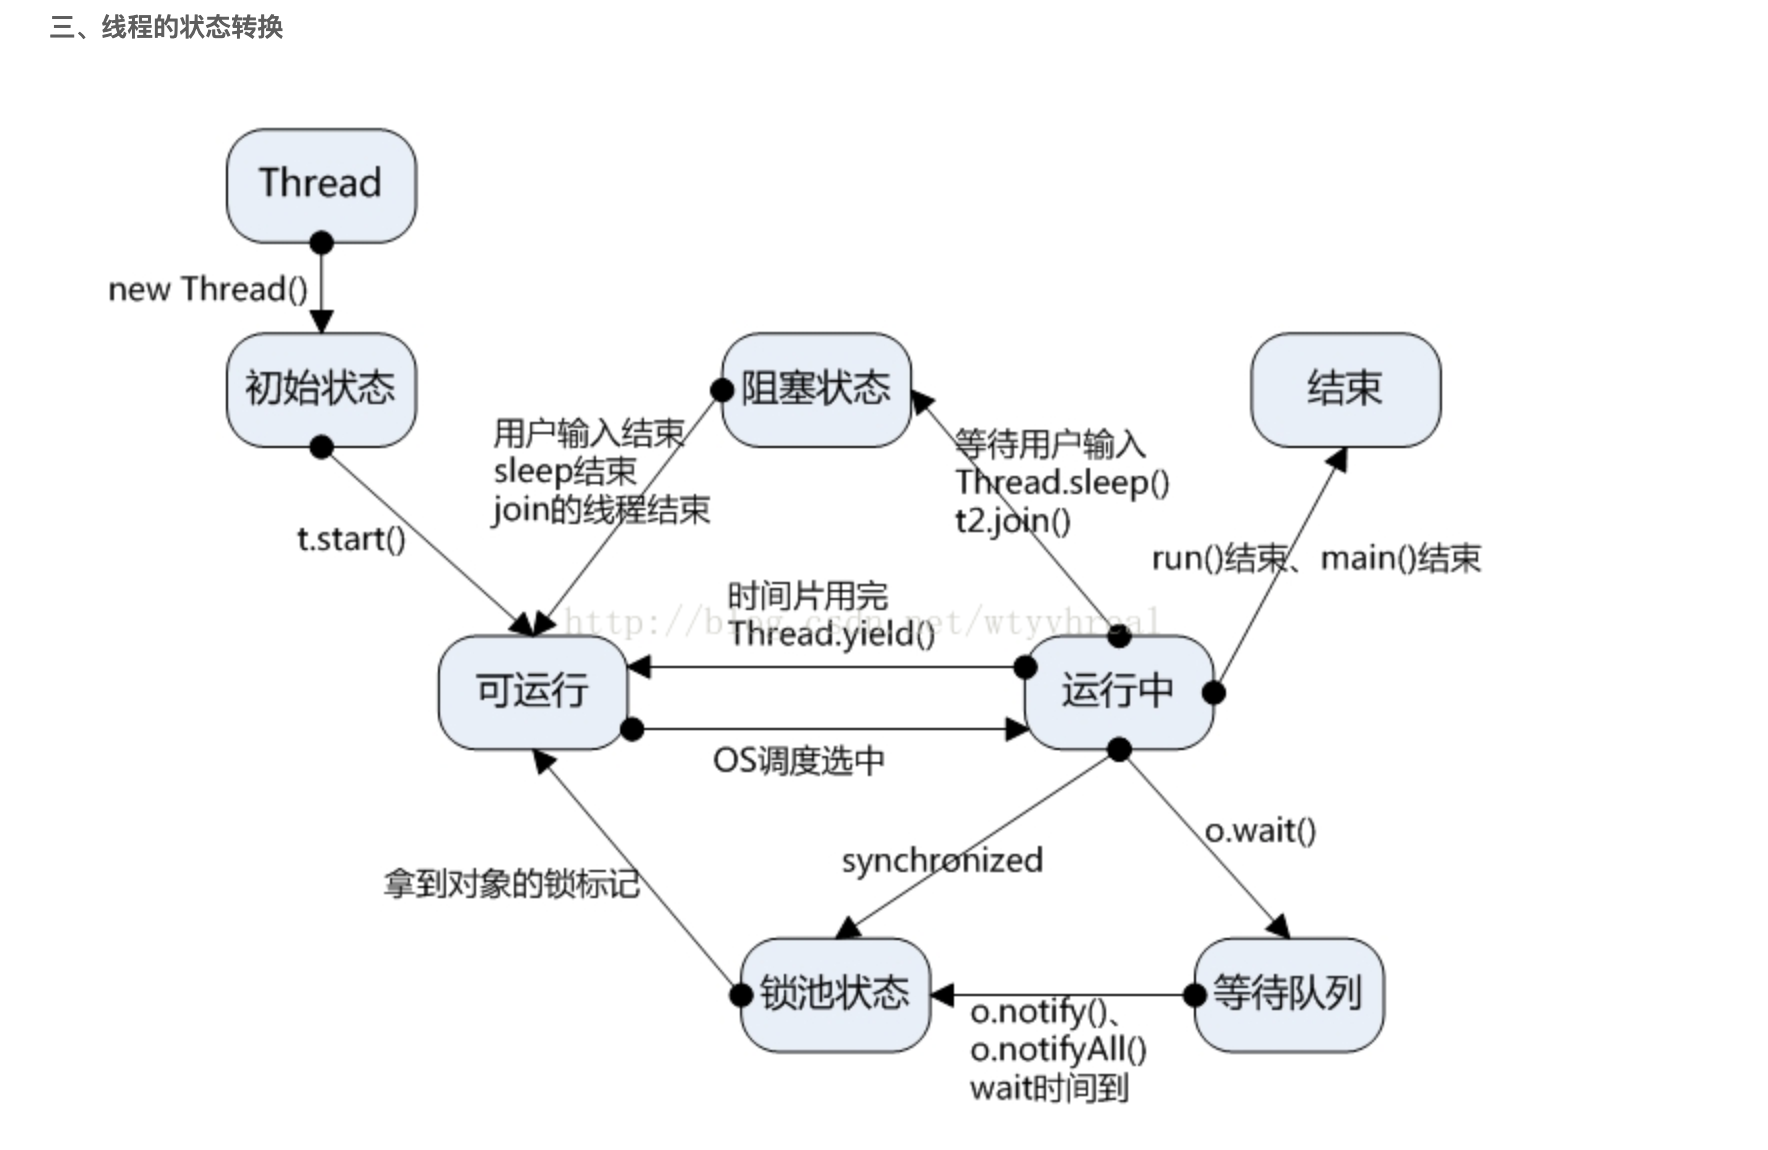 三、线程的状态转换
Thread
new Thread()
初始状态
阻塞状态
结束
用户输入结束
sleep结束
join的线程结束
等待用户输入
Thread.sleep()
t2.join()
t.start()
run()结束、main()结束
时间片用完
http://blog.csdn.net/wtyyhreal
Thread.yield()
可运行
运行中
OS调度选中
synchronized
o.wait()
拿到对象的锁标记
锁池状态
等待队列
o.notify()、
o.notifyAll()
wait时间到